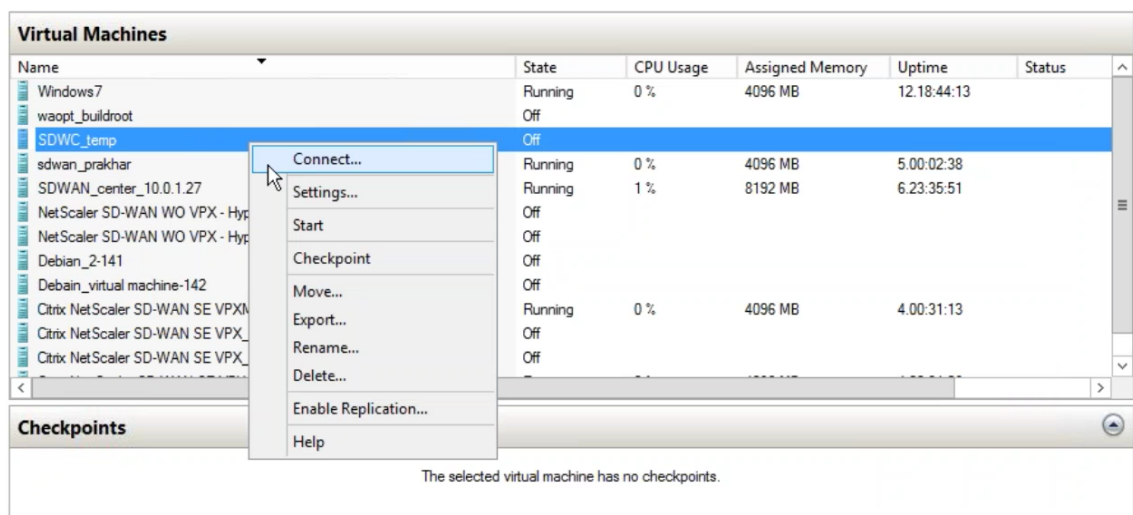 Virtual Machines
Name State CPU Usage Assigned Memory Uptime Status
Windows7 Running 0 % 4096 MB 12.18:44:13
waopt_buildroot Off
SDWC_temp Off
sdwan_prakhar Running 0 % 4096 MB 5.00:02:38
SDWAN_center_10.0.1.27 Running 1 % 8192 MB 6.23:35:51
NetScaler SD-WAN WO VPX - Hyp Off
NetScaler SD-WAN WO VPX - Hyp Off
Debian_2-141 Off
Debain_virtual machine-142 Off
Citrix NetScaler SD-WAN SE VPXM Running 0 % 4096 MB 4.00:31:13
Citrix NetScaler SD-WAN SE VPX_ Off
Citrix NetScaler SD-WAN SE VPX_ Off
Connect...
Settings...
Start
Checkpoint
Move...
Export...
Rename...
Delete...
Enable Replication...
Help
Checkpoints
The selected virtual machine has no checkpoints.